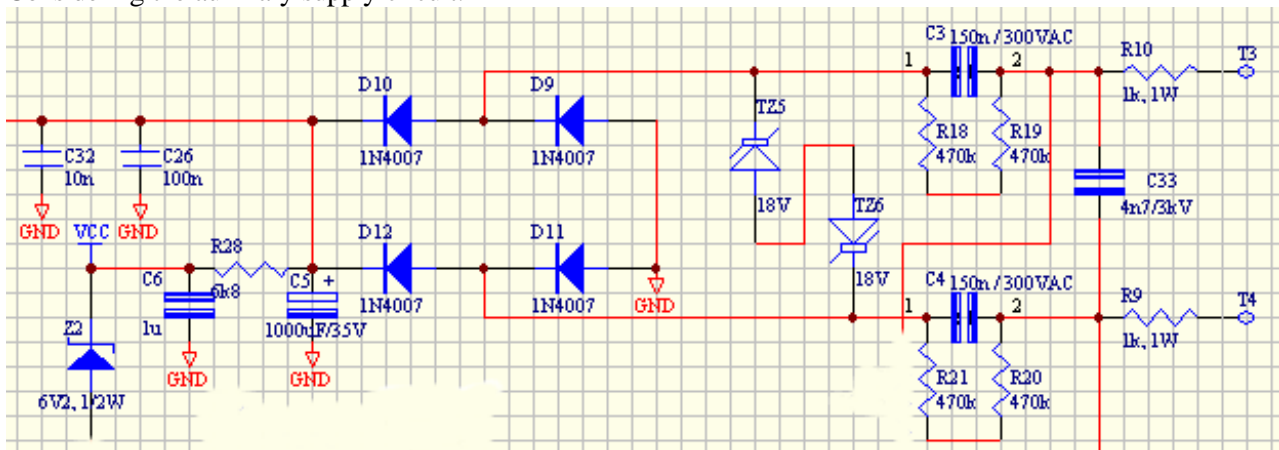 C3 150n/300VAC
R10
T3
1
2
1k, 1W
D10
D9
TZ5
R18
470k
R19
470k
1N4007
1N4007
C32
10n
C26
100n
C33
4n7/3kV
18V
TZ6
GND
VCC
GND
D12
D11
R28
6k8
C6
C5
+
18V
C4 150n/300VAC
GND
1N4007
1N4007
R9
T4
1
2
Z2
1u
1000uF/35V
1k, 1W
GND
GND
R21
470k
R20
470k
6V2, 1/2W